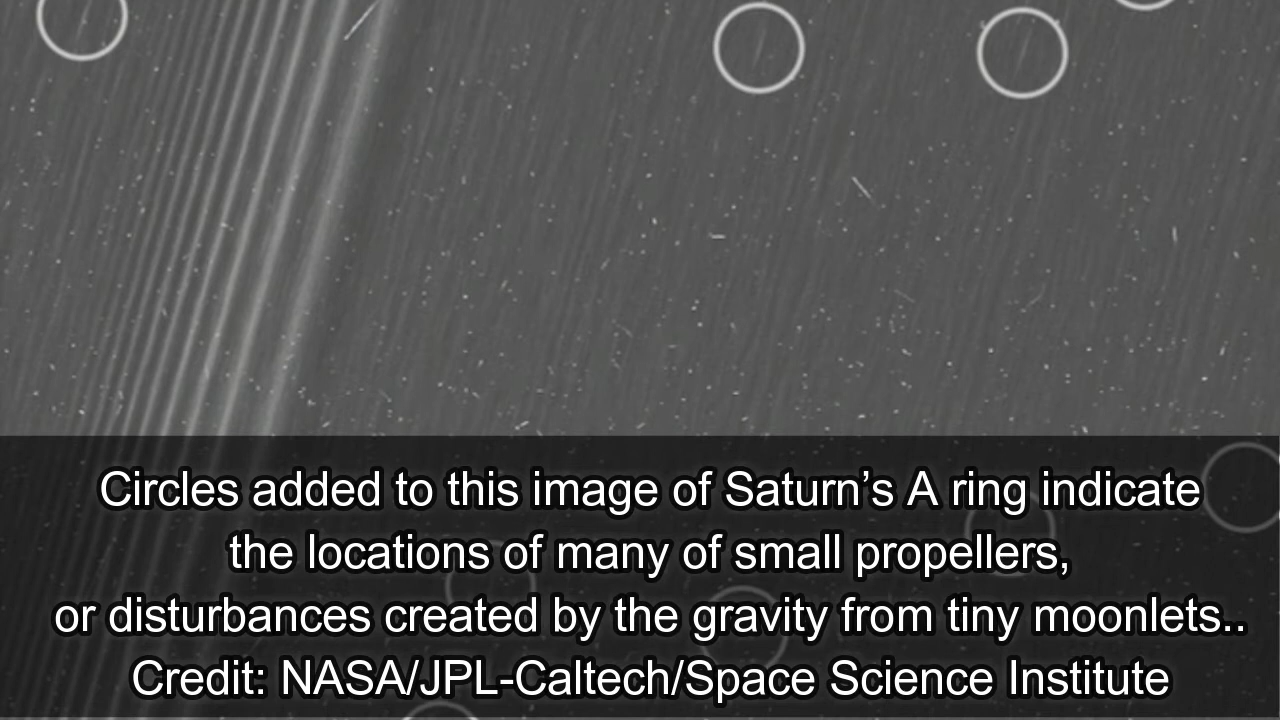 Circles added to this image of Saturn’s A ring indicate
the locations of many of small propellers,
or disturbances created by the gravity from tiny moonlets..
Credit: NASA/JPL-Caltech/Space Science Institute